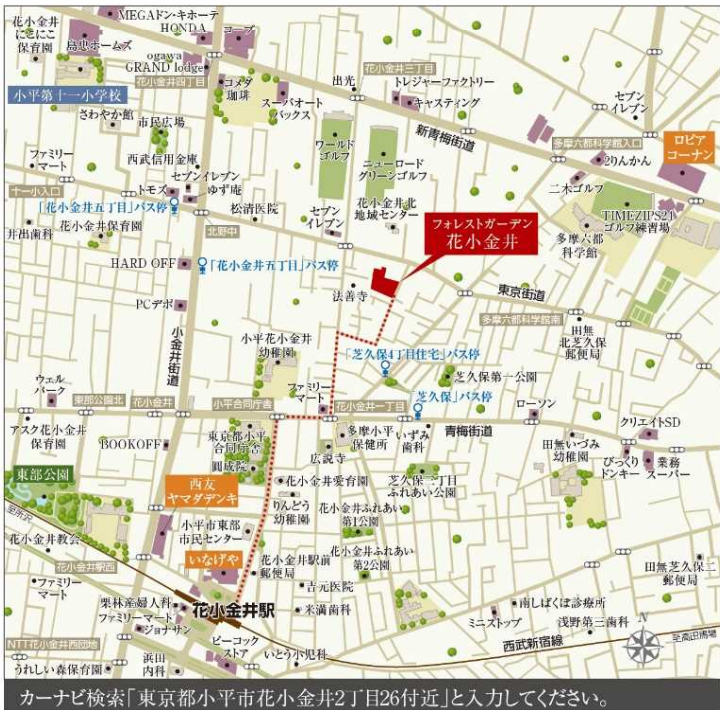 MEGAドン・キホーテ
HONDA
コープ
花小金井
にこにこ
保育園
島忠ホームズ
ogawa
GRAND lodge
花小金井四丁目
コメダ
珈琲
スーパーオート
バックス
出光
花小金井三丁目
トレジャーファクトリー
キャスティング
セブン
イレブン
小平第十一小学校
さわやか館
市民広場
新青梅街道
多摩六都科学館入口
ロピア
コーナン
ファミリー
マート
西武信用金庫
セブンイレブン
ゆず庵
ワールド
ゴルフ
ニューロード
グリーンゴルフ
2りんかん
二木ゴルフ
十一小入口
トモズ
「花小金井五丁目」バス停
松清医院
セブン
イレブン
花小金井北
地域センター
TIMEZIPS24
ゴルフ練習場
井出歯科
花小金井保育園
北野中
フォレストガーデン
花小金井
多摩六都
科学館
HARD OFF
「花小金井五丁目」バス停
法善寺
東京街道
PCデポ
多摩六都科学館南
小金井街道
小平花小金井
幼稚園
「芝久保4丁目住宅」バス停
田無
北芝久保
郵便局
ウェル
パーク
芝久保第一公園
東部公園北
花小金井
小平合同庁舎
ファミリー
マート
花小金井一丁目
「芝久保」バス停
ローソン
クリエイトSD
アスク花小金井
保育園
BOOKOFF
東京都小平
合同庁舎
圓成院
多摩小平
保健所
いずみ
歯科
青梅街道
田無いづみ
幼稚園
広説寺
びっくり
ドンキー
業務
スーパー
東部公園
西友
ヤマダデンキ
花小金井愛育園
芝久保二丁目
ふれあい公園
りんどう
幼稚園
花小金井ふれあい
第1公園
至所沢
小平市東部
市民センター
花小金井教会
いなげや
花小金井駅前
郵便局
花小金井ふれあい
第2公園
花小金井駅西
田無芝久保二
郵便局
ファミリー
マート
吉元医院
栗林産婦人科
花小金井駅
米満歯科
南しばくぼ診療所
ファミリーマート
ジョナサン
ミニストップ
浅野第三歯科
N
NTT花小金井西団地
ピーコック
ストア
いとう小児科
西武新宿線
至高田馬場
うれしい森保育園
浜田
内科
カーナビ検索「東京都小平市花小金井2丁目26付近」と入力してください。